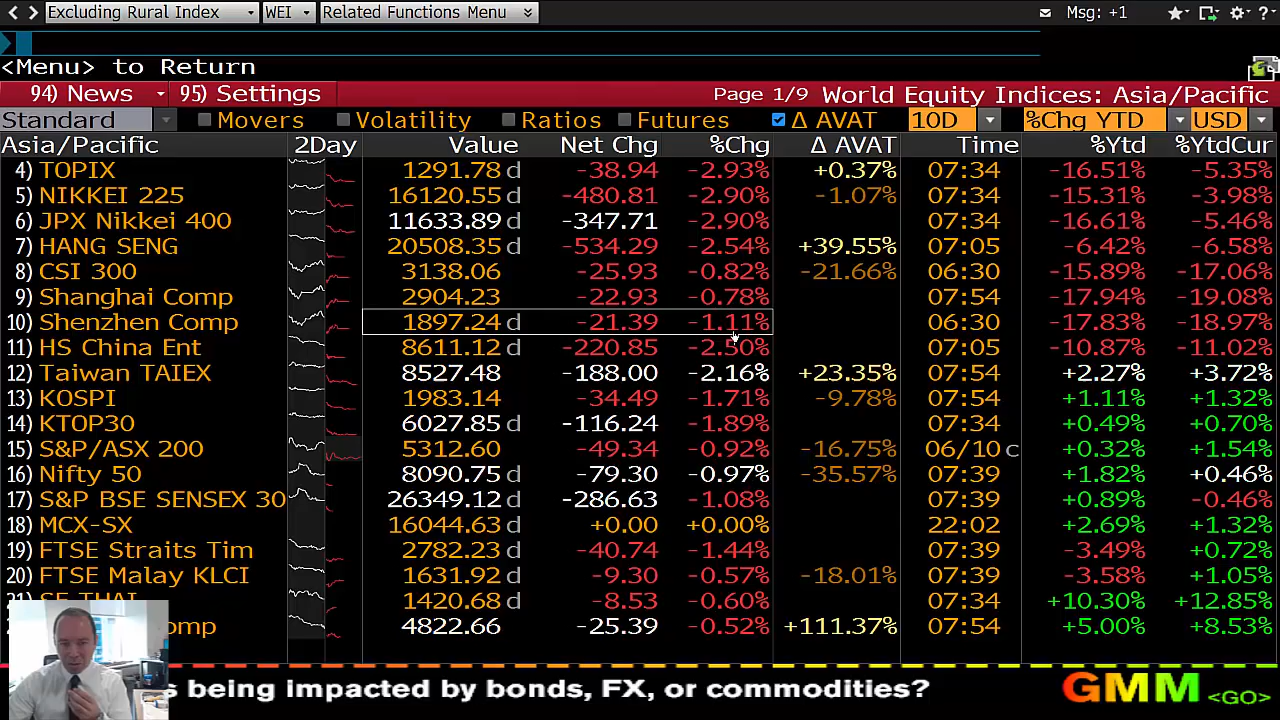 Excluding Rural Index WEI Related Functions Menu Msg: +1 ?
<Menu> to Return
94) News 95) Settings Page 1/9 World Equity Indices: Asia/Pacific
Standard Movers Volatility Ratios Futures Δ AVAT 10D %Chg YTD USD
Asia/Pacific 2Day Value Net Chg %Chg Δ AVAT Time %Ytd %YtdCur
4) TOPIX 1291.78 d -38.94 -2.93% +0.37% 07:34 -16.51% -5.35%
5) NIKKEI 225 16120.55 d -480.81 -2.90% -1.07% 07:34 -15.31% -3.98%
6) JPX Nikkei 400 11633.89 d -347.71 -2.90% 07:34 -16.61% -5.46%
7) HANG SENG 20508.35 d -534.29 -2.54% +39.55% 07:05 -6.42% -6.58%
8) CSI 300 3138.06 -25.93 -0.82% -21.66% 06:30 -15.89% -17.06%
9) Shanghai Comp 2904.23 -22.93 -0.78% 07:54 -17.94% -19.08%
10) Shenzhen Comp 1897.24 d -21.39 -1.11% 06:30 -17.83% -18.97%
11) HS China Ent 8611.12 d -220.85 -2.50% 07:05 -10.87% -11.02%
12) Taiwan TAIEX 8527.48 -188.00 -2.16% +23.35% 07:54 +2.27% +3.72%
13) KOSPI 1983.14 -34.49 -1.71% -9.78% 07:54 +1.11% +1.32%
14) KTOP30 6027.85 d -116.24 -1.89% 07:34 +0.49% +0.70%
15) S&P/ASX 200 5312.60 -49.34 -0.92% -16.75% 06/10 c +0.32% +1.54%
16) Nifty 50 8090.75 d -79.30 -0.97% -35.57% 07:39 +1.82% +0.46%
17) S&P BSE SENSEX 30 26349.12 d -286.63 -1.08% 07:39 +0.89% -0.46%
18) MCX-SX 16044.63 d +0.00 +0.00% 22:02 +2.69% +1.32%
19) FTSE Straits Tim 2782.23 d -40.74 -1.44% 07:39 -3.49% +0.72%
20) FTSE Malay KLCI 1631.92 d -9.30 -0.57% -18.01% 07:39 -3.58% +1.05%
1420.68 d -8.53 -0.60% 07:34 +10.30% +12.85%
omp 4822.66 -25.39 -0.52% +111.37% 07:54 +5.00% +8.53%
s being impacted by bonds, FX, or commodities? GMM <GO>